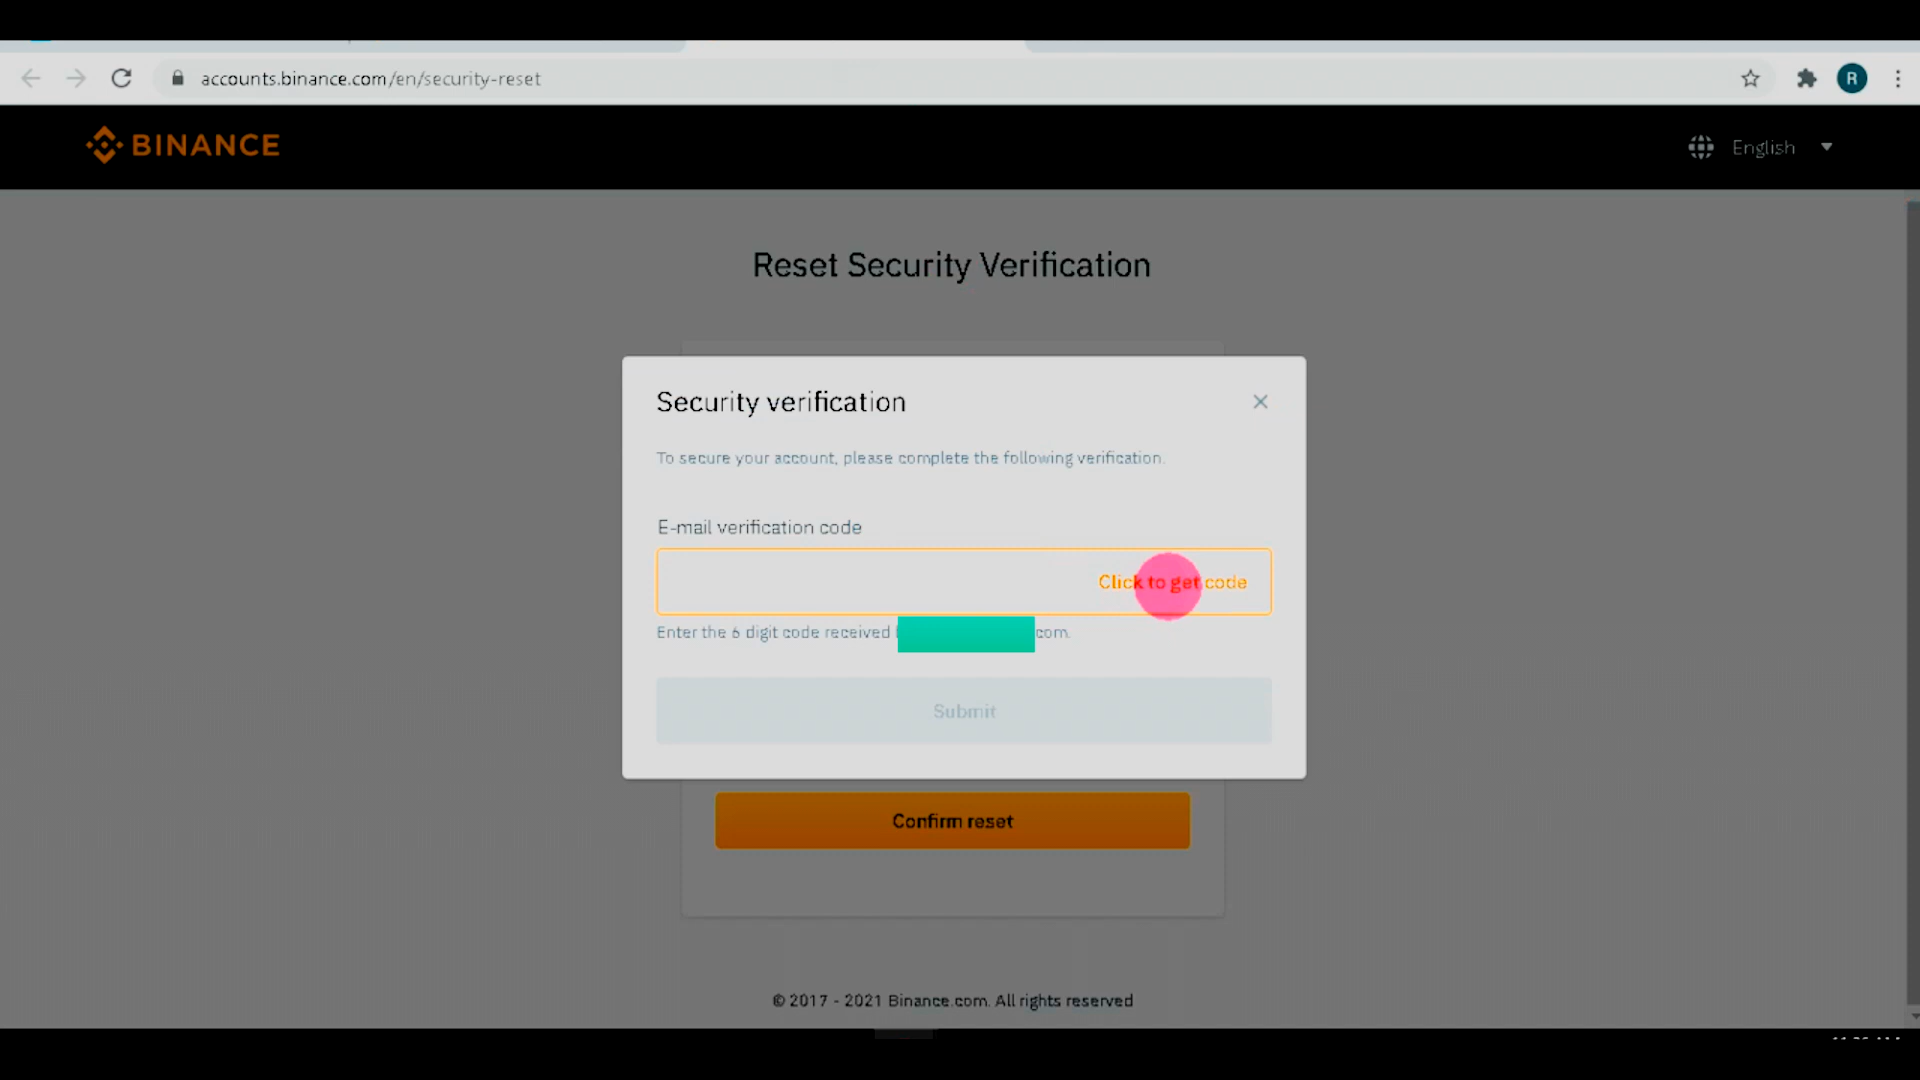 accounts.binance.com/en/security-reset
R
BINANCE
English
Reset Security Verification
Security verification
To secure your account, please complete the following verification.
E-mail verification code
Click to get code
Enter the 6 digit code received
com.
Submit
Confirm reset
© 2017 - 2021 Binance.com. All rights reserved